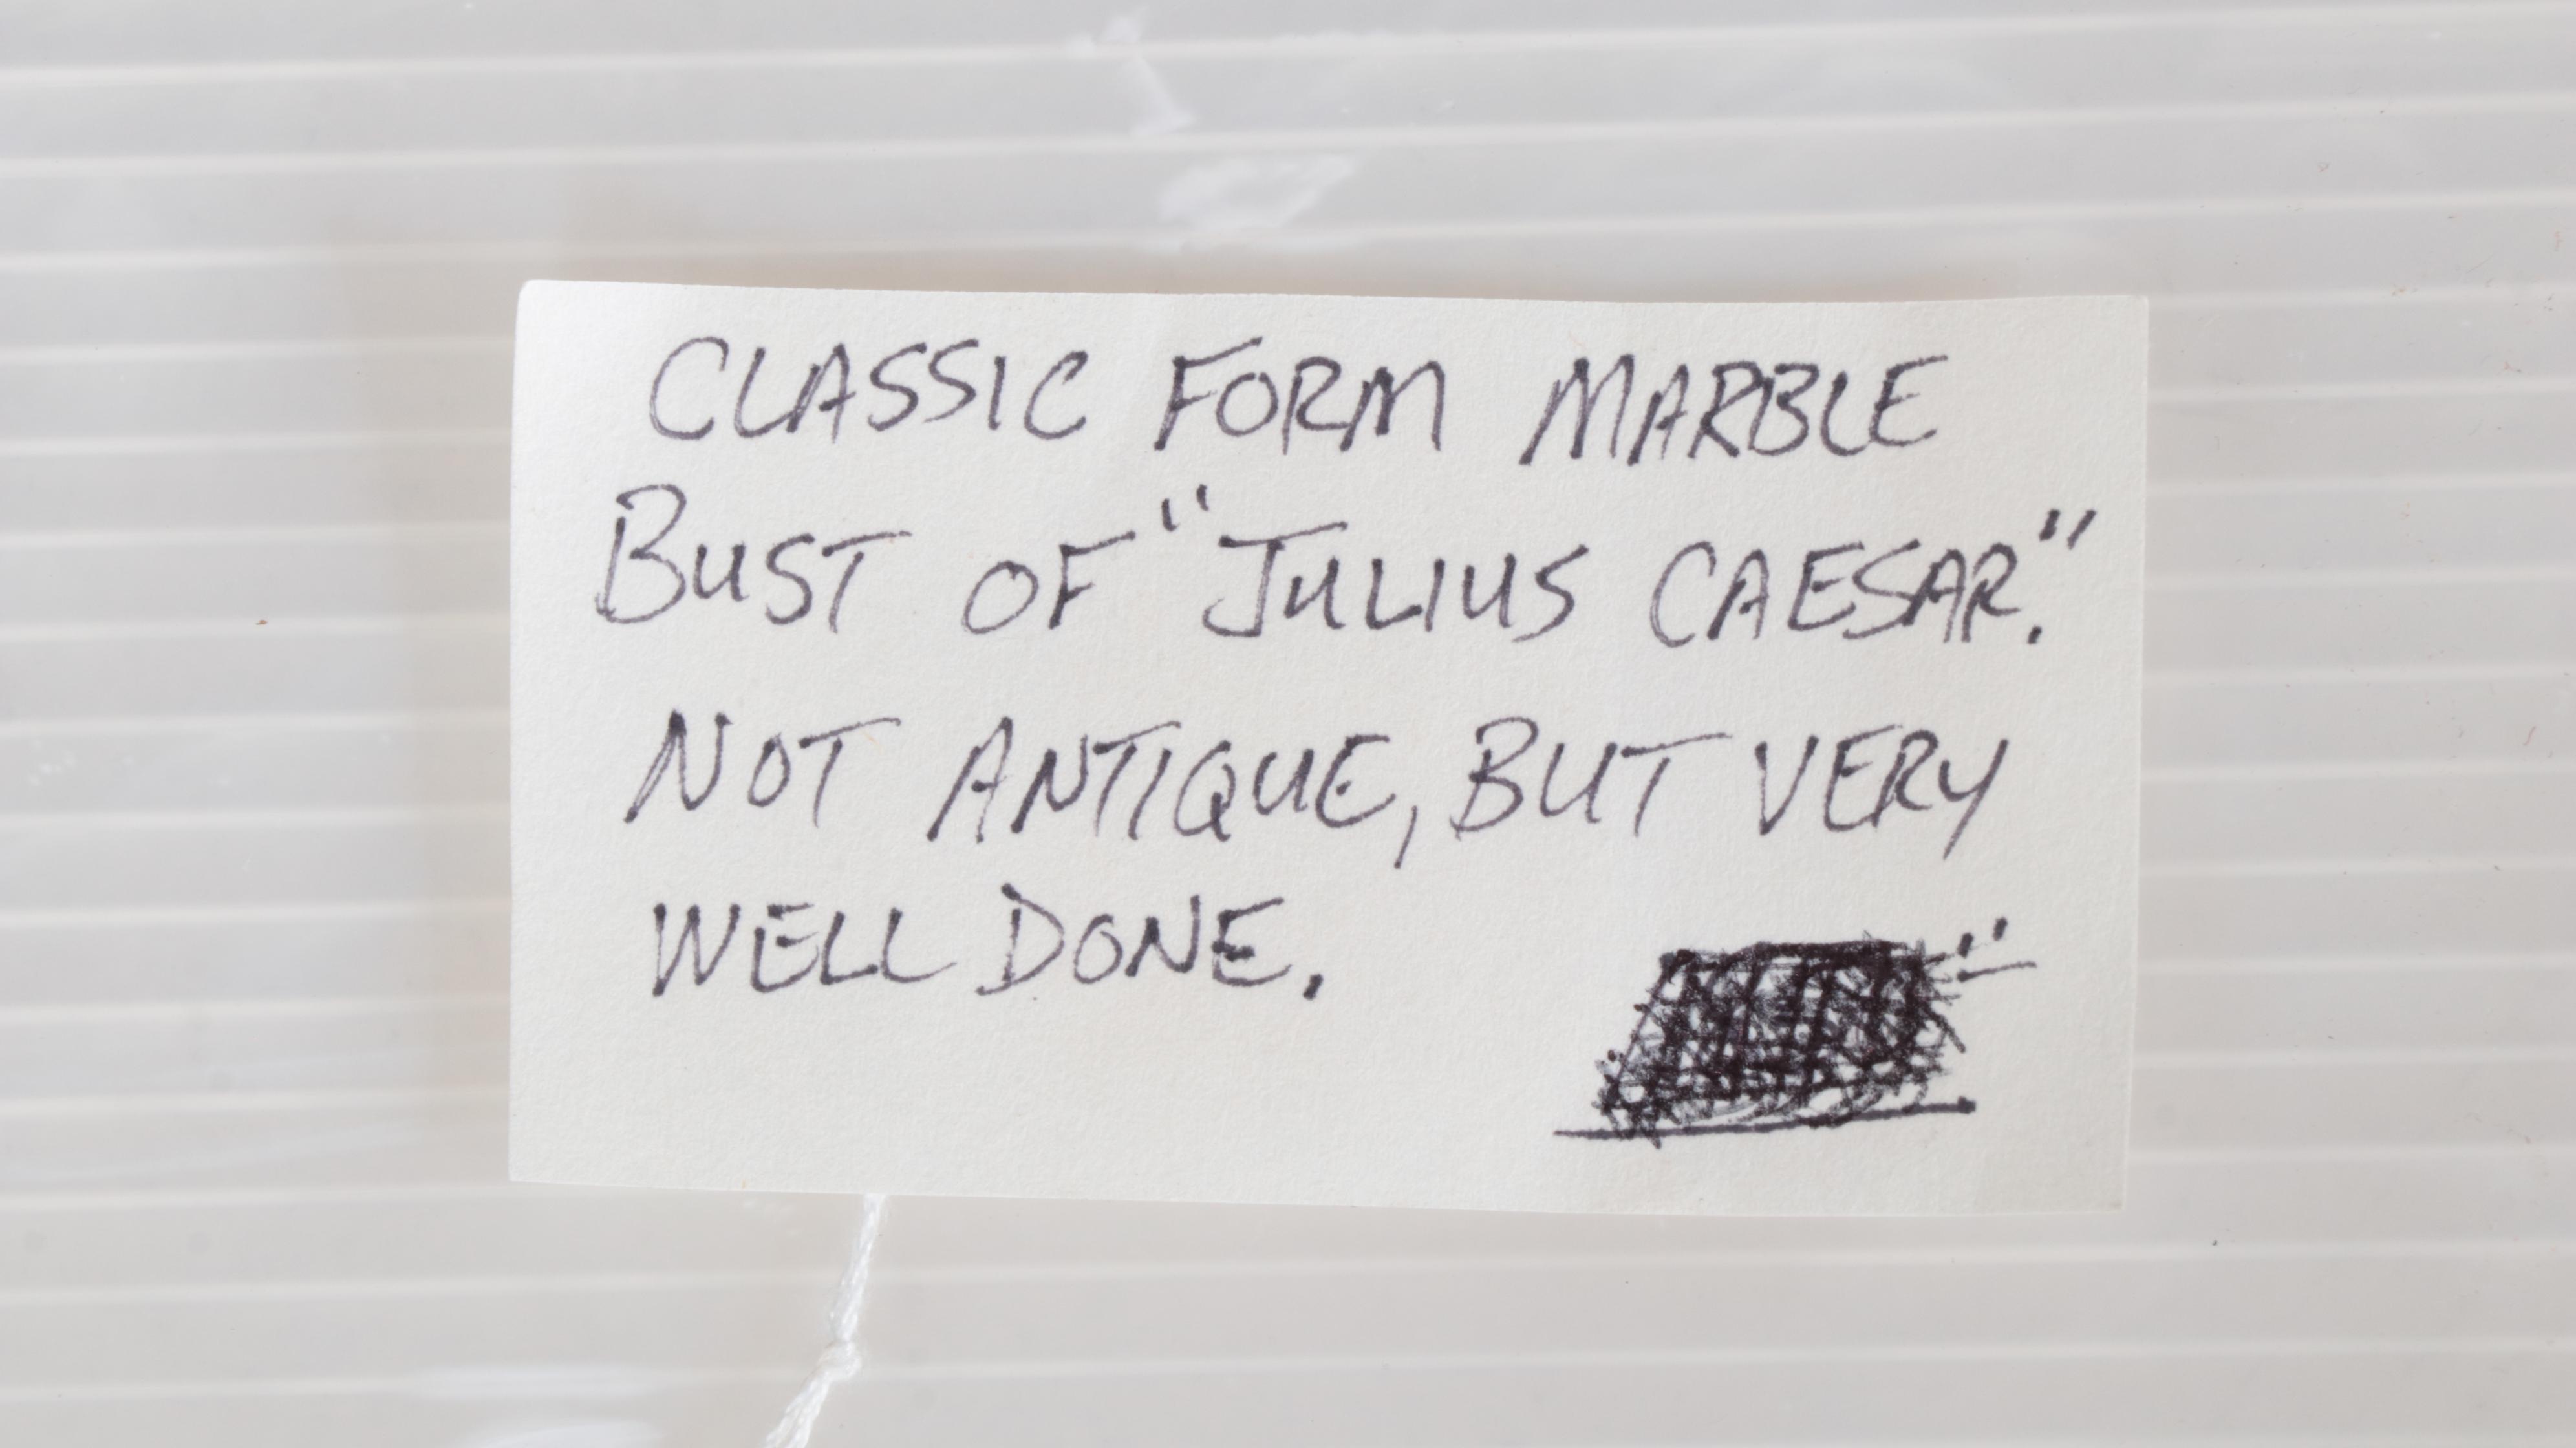 CLASSIC FORM MARBLE
BUST OF "JULIUS CAESAR."
NOT ANTIQUE, BUT VERY
WELL DONE.